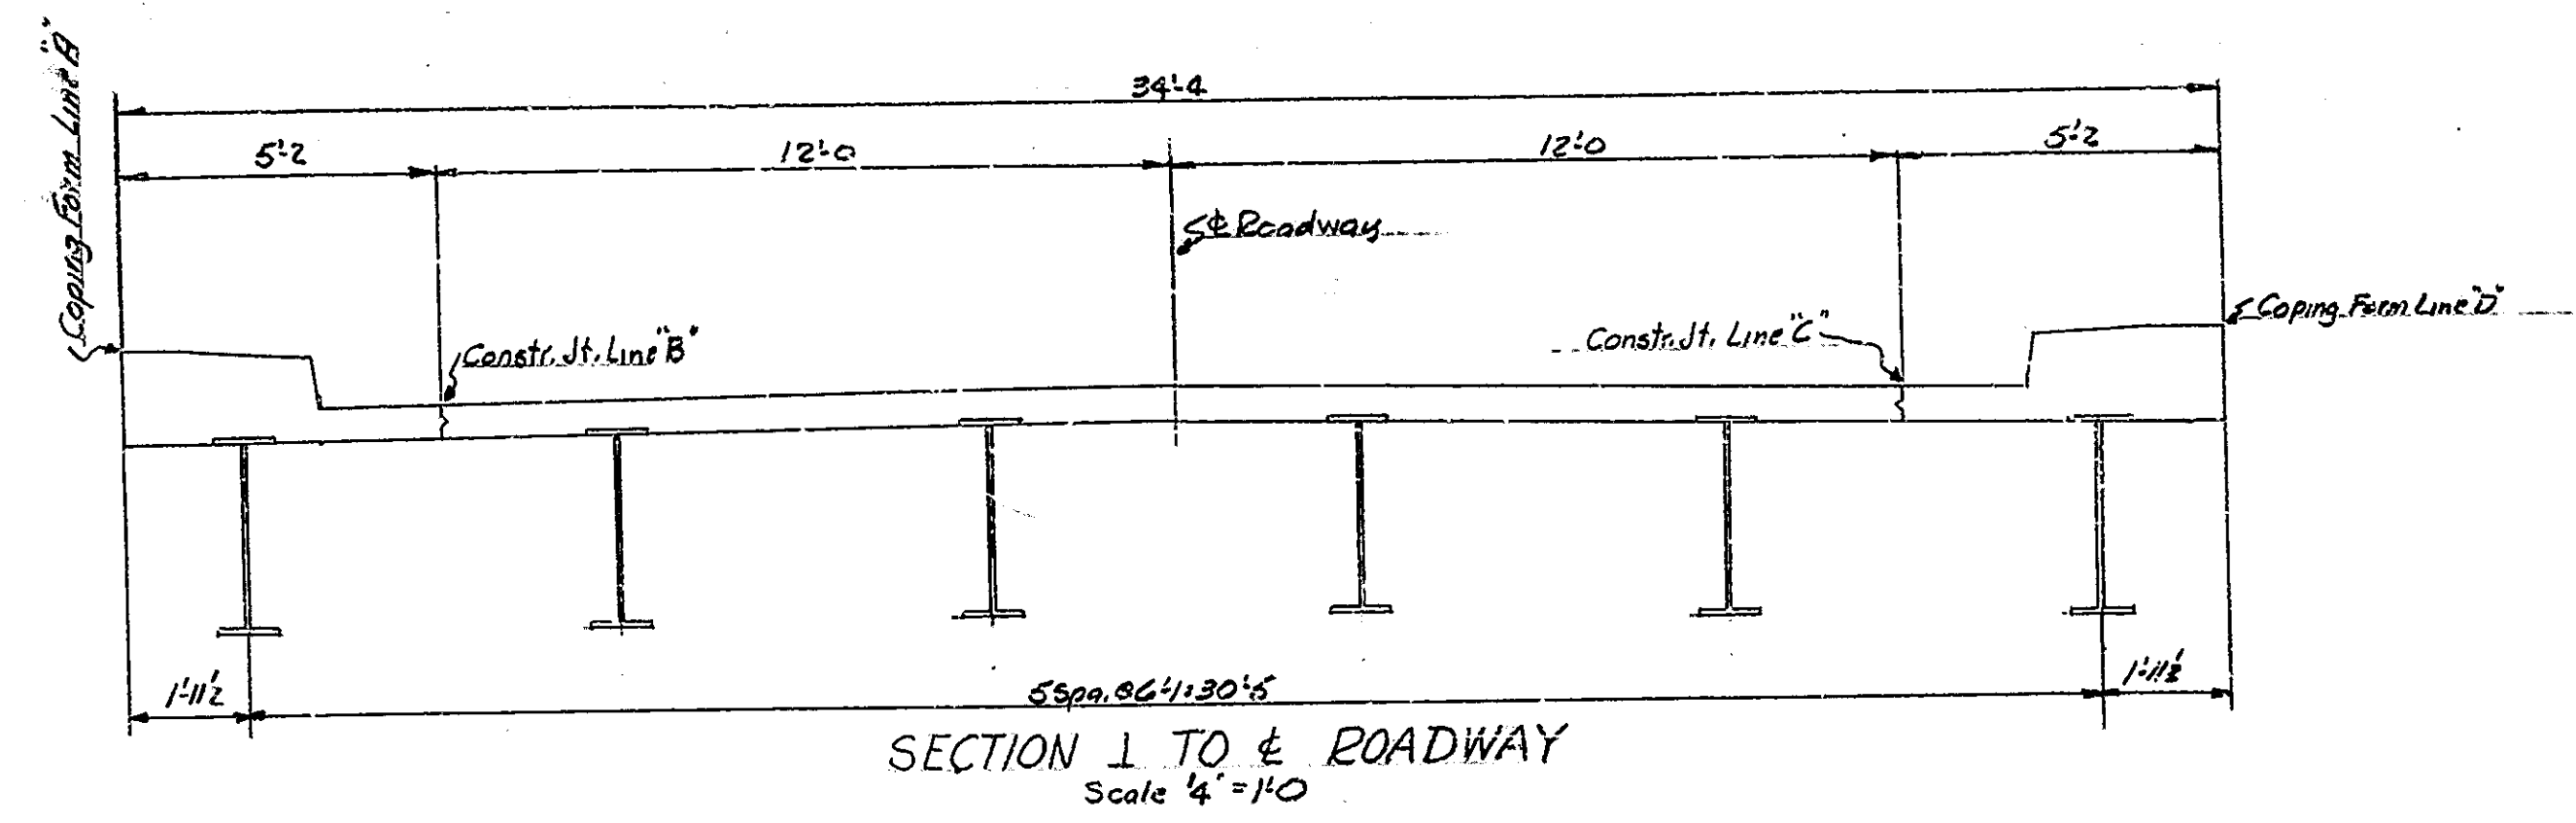 Coping Form Line "A"
34'-4
5'-2
12'-0
12'-0
5'-2
℄ Roadway
Coping Form Line "D"
Constr. Jt. Line "B"
Constr. Jt. Line "C"
1'-11½
5 Spa. @ 6'-1 = 30'-5
1'-11½
SECTION ⊥ TO ℄ ROADWAY
Scale ¼" = 1'-0